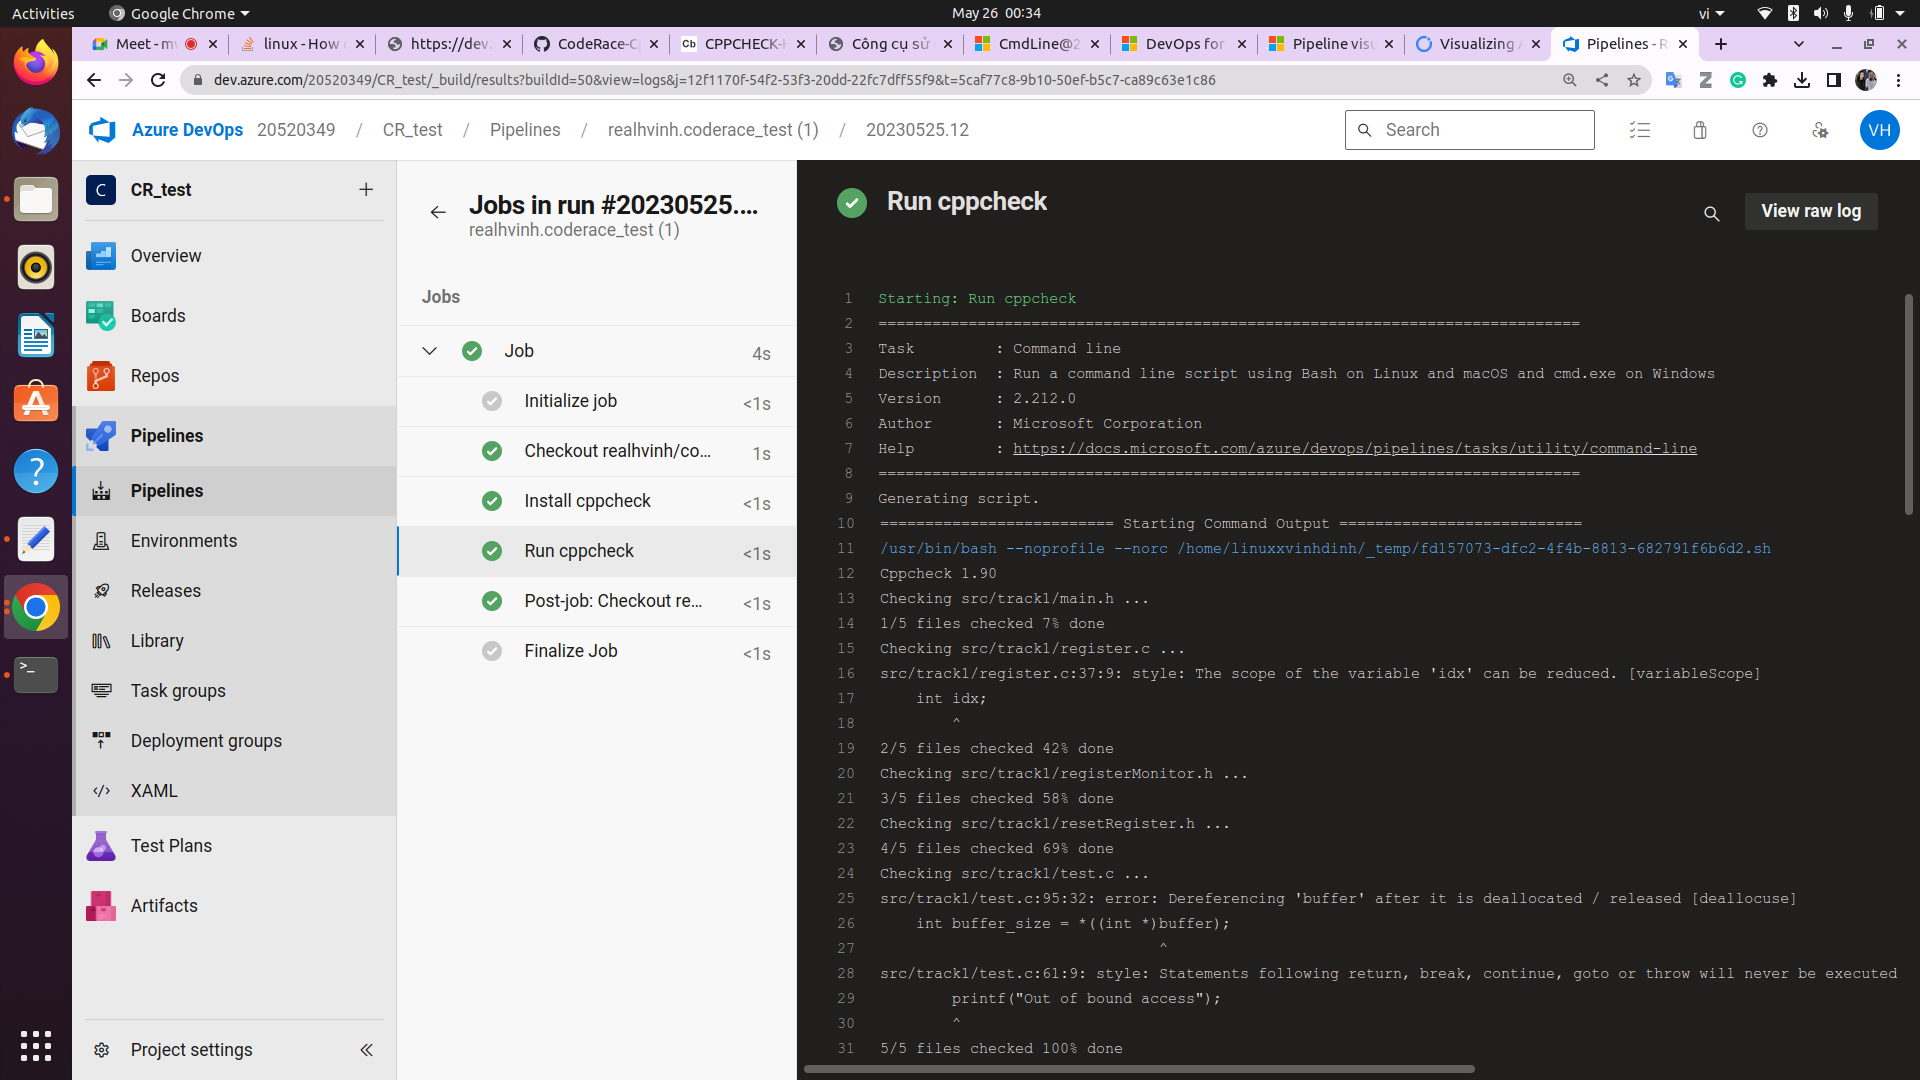 Activities
Google Chrome
May 26 00:34
vi
Meet - mv
linux - How
https://dev.
CodeRace-C
CPPCHECK-
Công cụ sử
CmdLine@2
DevOps for
Pipeline visu
Visualizing
Pipelines - R
dev.azure.com/20520349/CR_test/_build/results?buildId=50&view=logs&j=12f1170f-54f2-53f3-20dd-22fc7dff55f9&t=5caf77c8-9b10-50ef-b5c7-ca89c63e1c86
Azure DevOps
20520349 / CR_test / Pipelines / realhvinh.coderace_test (1) / 20230525.12
Search
VH
C
CR_test
Overview
Boards
Repos
Pipelines
Pipelines
Environments
Releases
Library
Task groups
Deployment groups
XAML
Test Plans
Artifacts
Project settings
Jobs in run #20230525....
realhvinh.coderace_test (1)
Jobs
Job 4s
Initialize job <1s
Checkout realhvinh/co... 1s
Install cppcheck <1s
Run cppcheck <1s
Post-job: Checkout re... <1s
Finalize Job <1s
Run cppcheck
View raw log
1 Starting: Run cppcheck
2 ==============================================================================
3 Task         : Command line
4 Description  : Run a command line script using Bash on Linux and macOS and cmd.exe on Windows
5 Version      : 2.212.0
6 Author       : Microsoft Corporation
7 Help         : https://docs.microsoft.com/azure/devops/pipelines/tasks/utility/command-line
8 ==============================================================================
9 Generating script.
10 ========================== Starting Command Output ===========================
11 /usr/bin/bash --noprofile --norc /home/linuxxvinhdinh/_temp/fd157073-dfc2-4f4b-8813-682791f6b6d2.sh
12 Cppcheck 1.90
13 Checking src/track1/main.h ...
14 1/5 files checked 7% done
15 Checking src/track1/register.c ...
16 src/track1/register.c:37:9: style: The scope of the variable 'idx' can be reduced. [variableScope]
17     int idx;
18         ^
19 2/5 files checked 42% done
20 Checking src/track1/registerMonitor.h ...
21 3/5 files checked 58% done
22 Checking src/track1/resetRegister.h ...
23 4/5 files checked 69% done
24 Checking src/track1/test.c ...
25 src/track1/test.c:95:32: error: Dereferencing 'buffer' after it is deallocated / released [deallocuse]
26     int buffer_size = *((int *)buffer);
27                                ^
28 src/track1/test.c:61:9: style: Statements following return, break, continue, goto or throw will never be executed
29         printf("Out of bound access");
30         ^
31 5/5 files checked 100% done